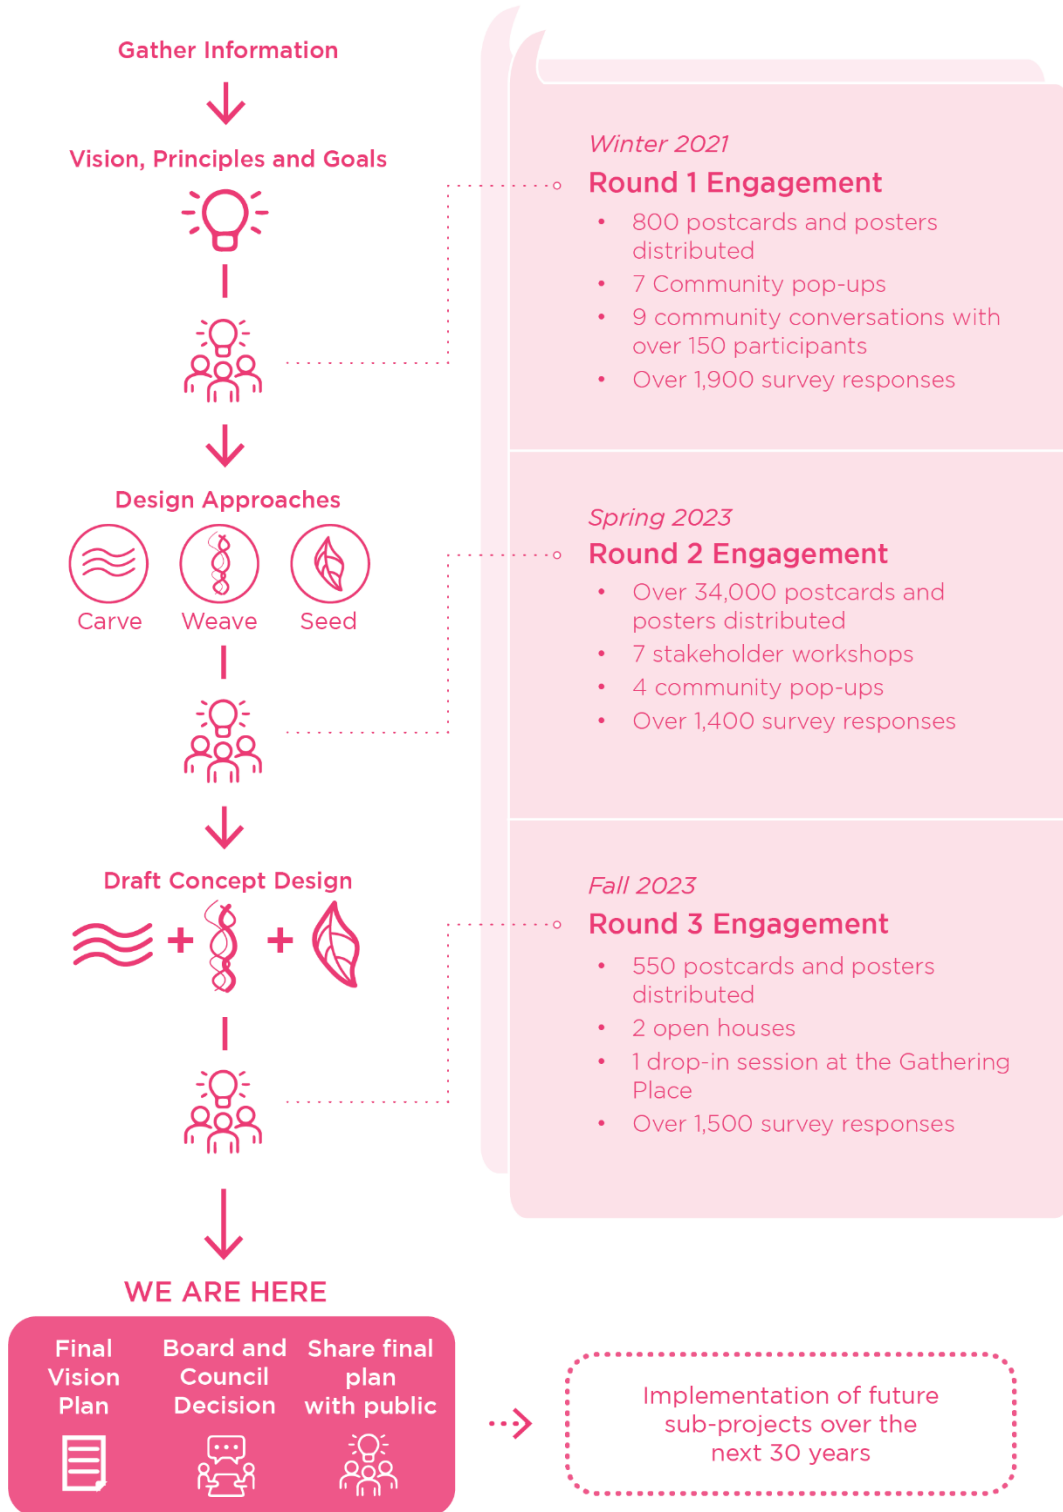 Gather Information
Vision, Principles and Goals
Winter 2021
Round 1 Engagement
• 800 postcards and posters
distributed
• 7 Community pop-ups
• 9 community conversations with
over 150 participants
• Over 1,900 survey responses
Design Approaches
Carve
Weave
Seed
Spring 2023
Round 2 Engagement
• Over 34,000 postcards and
posters distributed
• 7 stakeholder workshops
• 4 community pop-ups
• Over 1,400 survey responses
Draft Concept Design
+
+
Fall 2023
Round 3 Engagement
• 550 postcards and posters
distributed
• 2 open houses
• 1 drop-in session at the Gathering
Place
• Over 1,500 survey responses
WE ARE HERE
Final
Vision
Plan
Board and
Council
Decision
Share final
plan
with public
Implementation of future
sub-projects over the
next 30 years